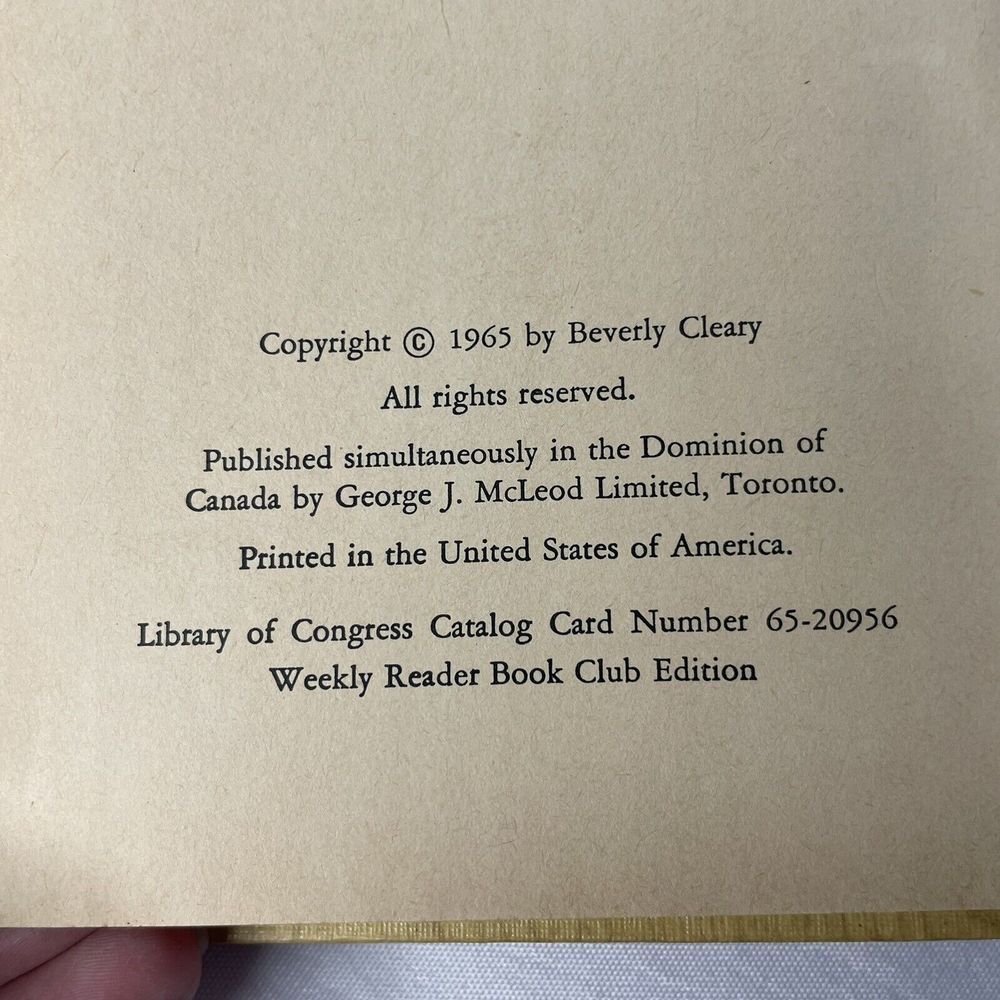 Copyright © 1965 by Beverly Cleary
All rights reserved.
Published simultaneously in the Dominion of
Canada by George J. McLeod Limited, Toronto.
Printed in the United States of America.
Library of Congress Catalog Card Number 65-20956
Weekly Reader Book Club Edition